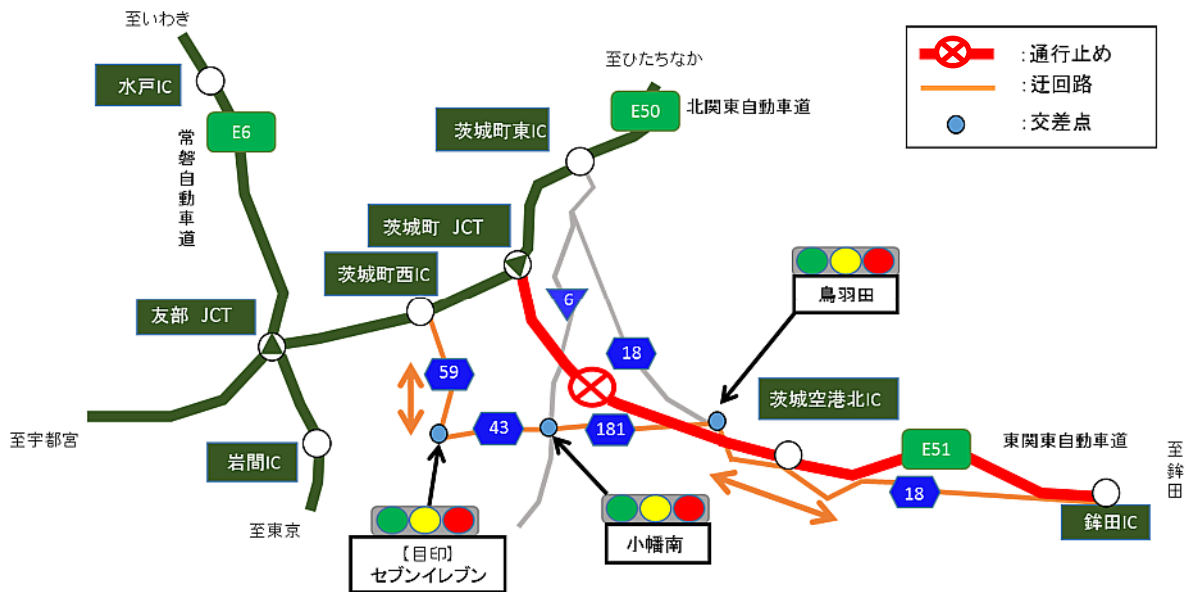 至いわき
水戸IC
E6
常磐自動車道
至ひたちなか
E50
北関東自動車道
茨城町東IC
：通行止め
：迂回路
：交差点
茨城町 JCT
茨城町西IC
友部 JCT
6
鳥羽田
59
18
茨城空港北IC
至宇都宮
岩間IC
43
181
E51
東関東自動車道
至鉾田
18
鉾田IC
至東京
【目印】
セブンイレブン
小幡南